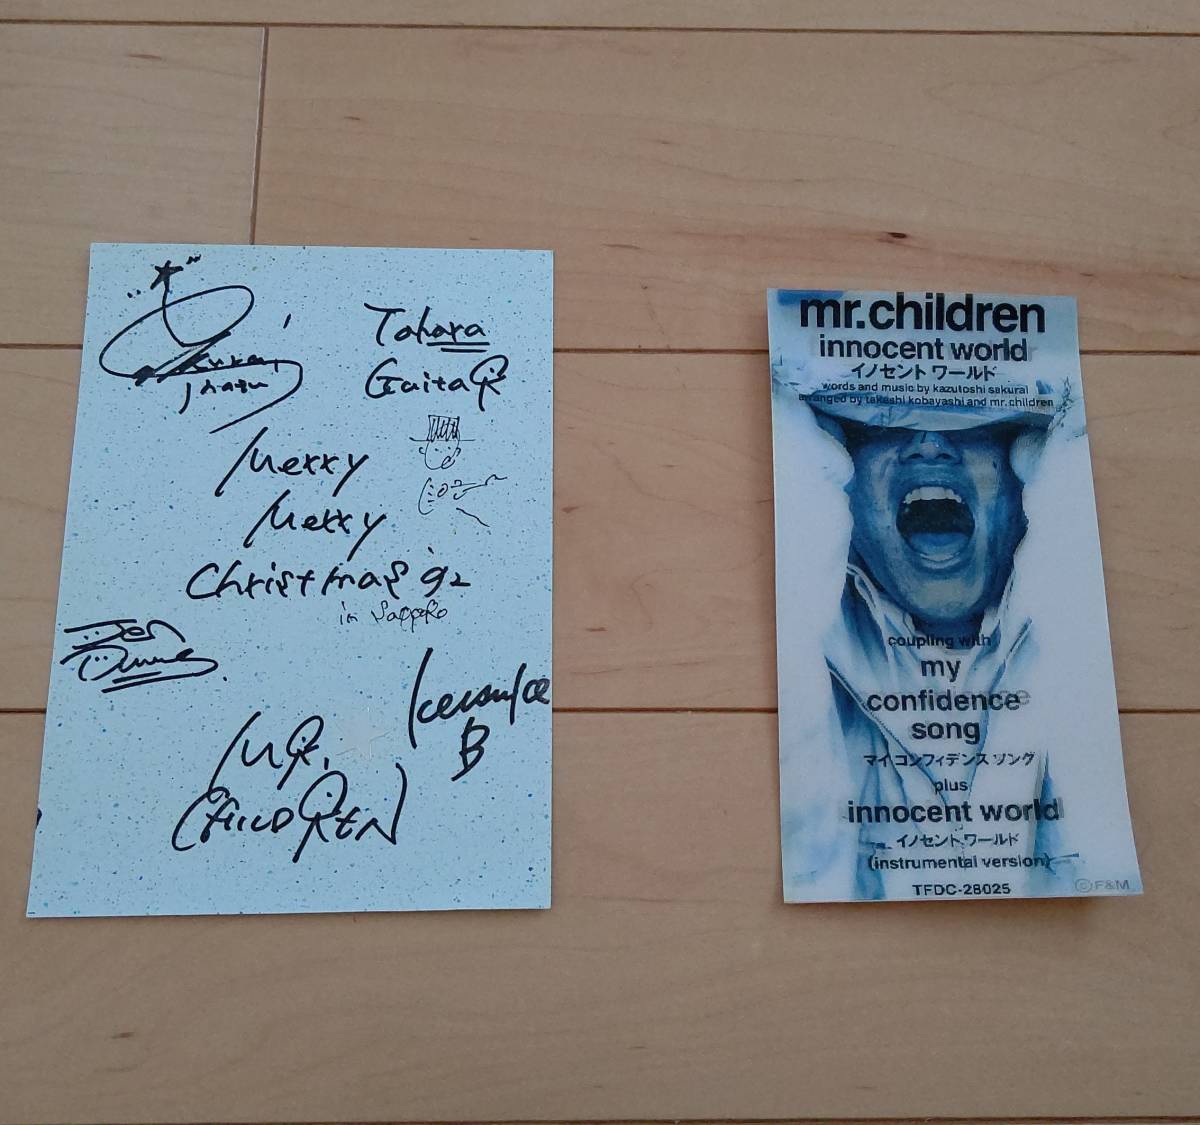 Tahara
GuitaR
Merry
Merry
Christmas '92
in Sapporo
Jen
MR.
CHILDREN
B
mr.children
innocent world
イノセント ワールド
words and music by kazutoshi sakurai
arranged by takeshi kobayashi and mr.children
coupling with
my
confidence
song
マイ コンフィデンス ソング
plus
innocent world
イノセント ワールド
(instrumental version)
TFDC-28025
©F&M